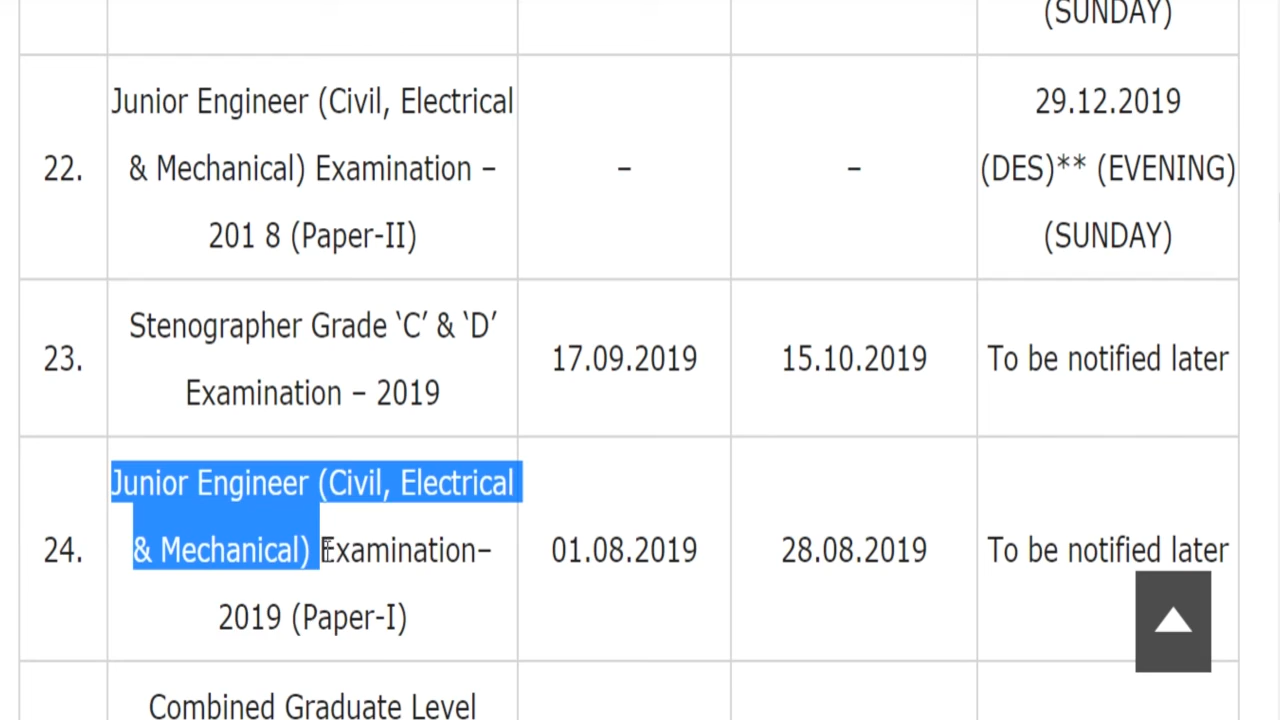 (SUNDAY)
Junior Engineer (Civil, Electrical
& Mechanical) Examination –
201 8 (Paper-II)
22.
–
–
29.12.2019
(DES)** (EVENING)
(SUNDAY)
23.
Stenographer Grade ‘C’ & ‘D’
Examination – 2019
17.09.2019
15.10.2019
To be notified later
24.
Junior Engineer (Civil, Electrical
& Mechanical) Examination–
2019 (Paper-I)
01.08.2019
28.08.2019
To be notified later
Combined Graduate Level